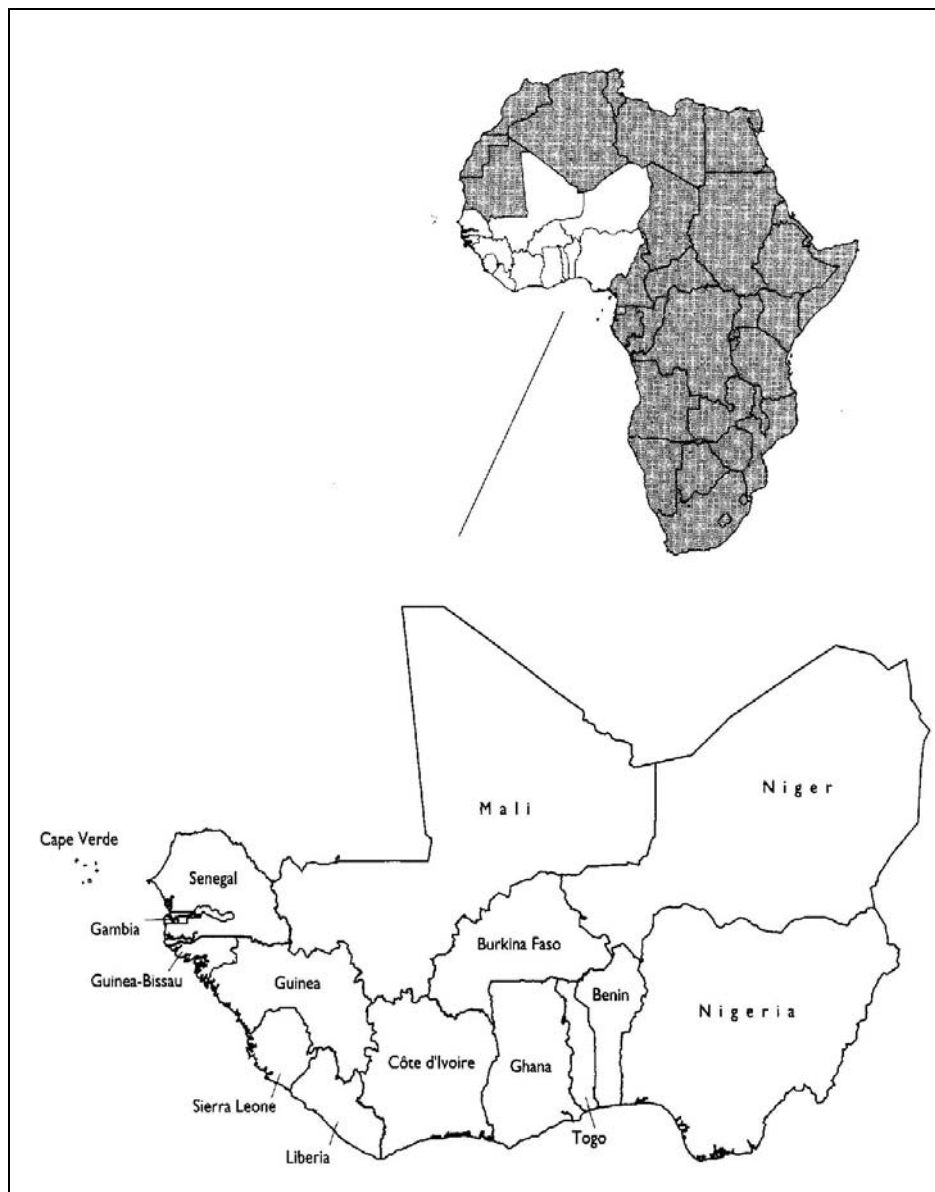 Niger
Mali
Cape Verde
Senegal
Gambia
Burkina Faso
Guinea-Bissau
Guinea
Benin
Nigeria
Côte d'Ivoire
Ghana
Sierra Leone
Togo
Liberia